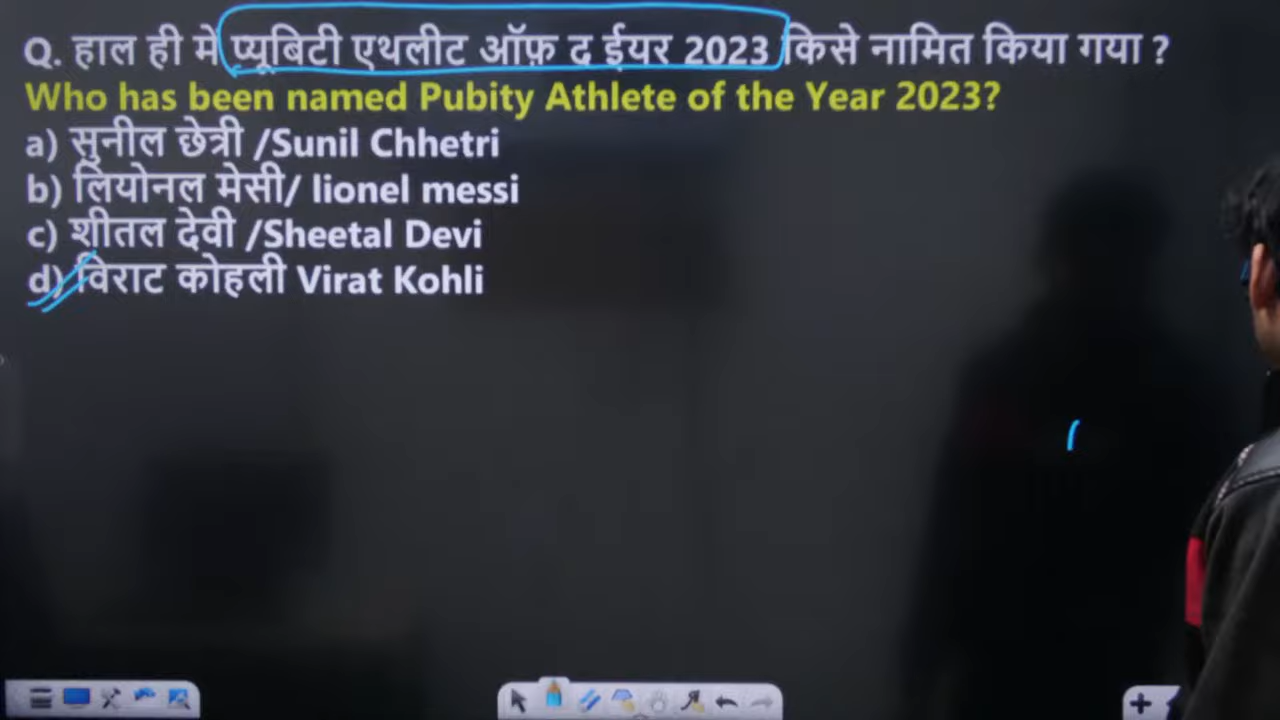 Q. हाल ही मे प्यूबिटी एथलीट ऑफ़ द ईयर 2023 किसे नामित किया गया ?
Who has been named Pubity Athlete of the Year 2023?
a) सुनील छेत्री /Sunil Chhetri
b) लियोनल मेसी/ lionel messi
c) शीतल देवी /Sheetal Devi
d) विराट कोहली Virat Kohli